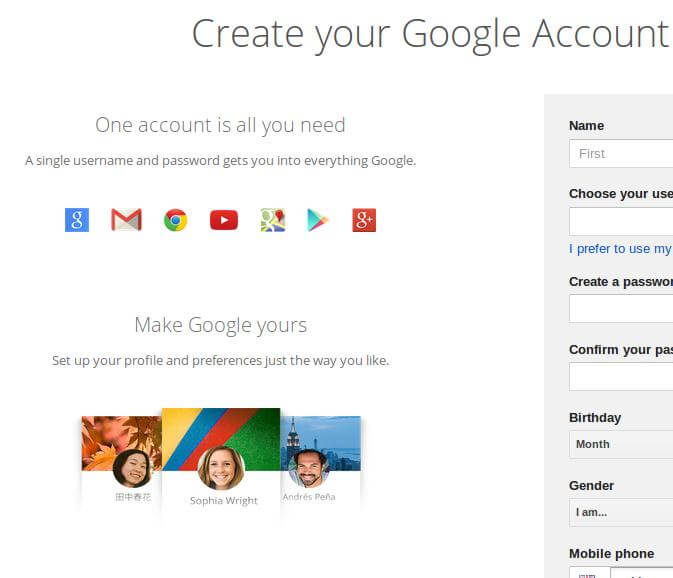 Create your Google Account
One account is all you need
A single username and password gets you into everything Google.
g
g+
Make Google yours
Set up your profile and preferences just the way you like.
田中春花
Sophia Wright
Andrés Peña
Name
First
Choose your use
I prefer to use my
Create a passwor
Confirm your pas
Birthday
Month
Gender
I am...
Mobile phone